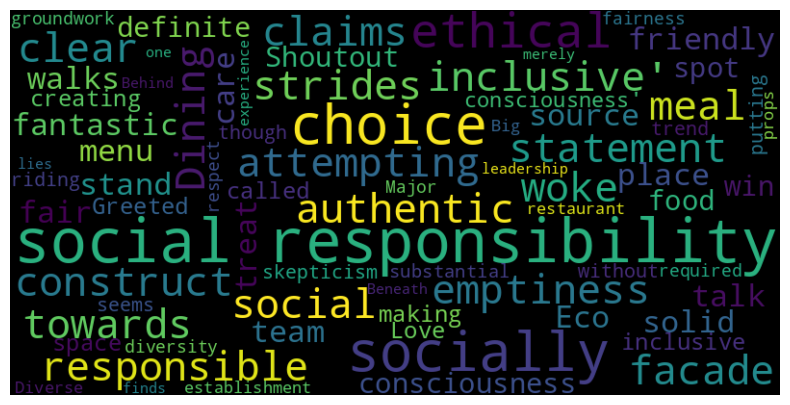 groundwork definite claims ethical fairness
clear one Dining care Shoutout merely friendly
walks strides inclusive' spot
creating experience consciousness' meal putting props
fantastic though choice Big source trend
menu Behind attempting statement
lies respect leadership
riding stand called Major woke place win
fair Greeted treat authentic restaurant food
social responsibility
construct skepticism substantial without required
seems social Beneath emptiness talk
towards team making Love Eco solid
space diversity inclusive
responsible socially facade
Diverse finds establishment consciousness